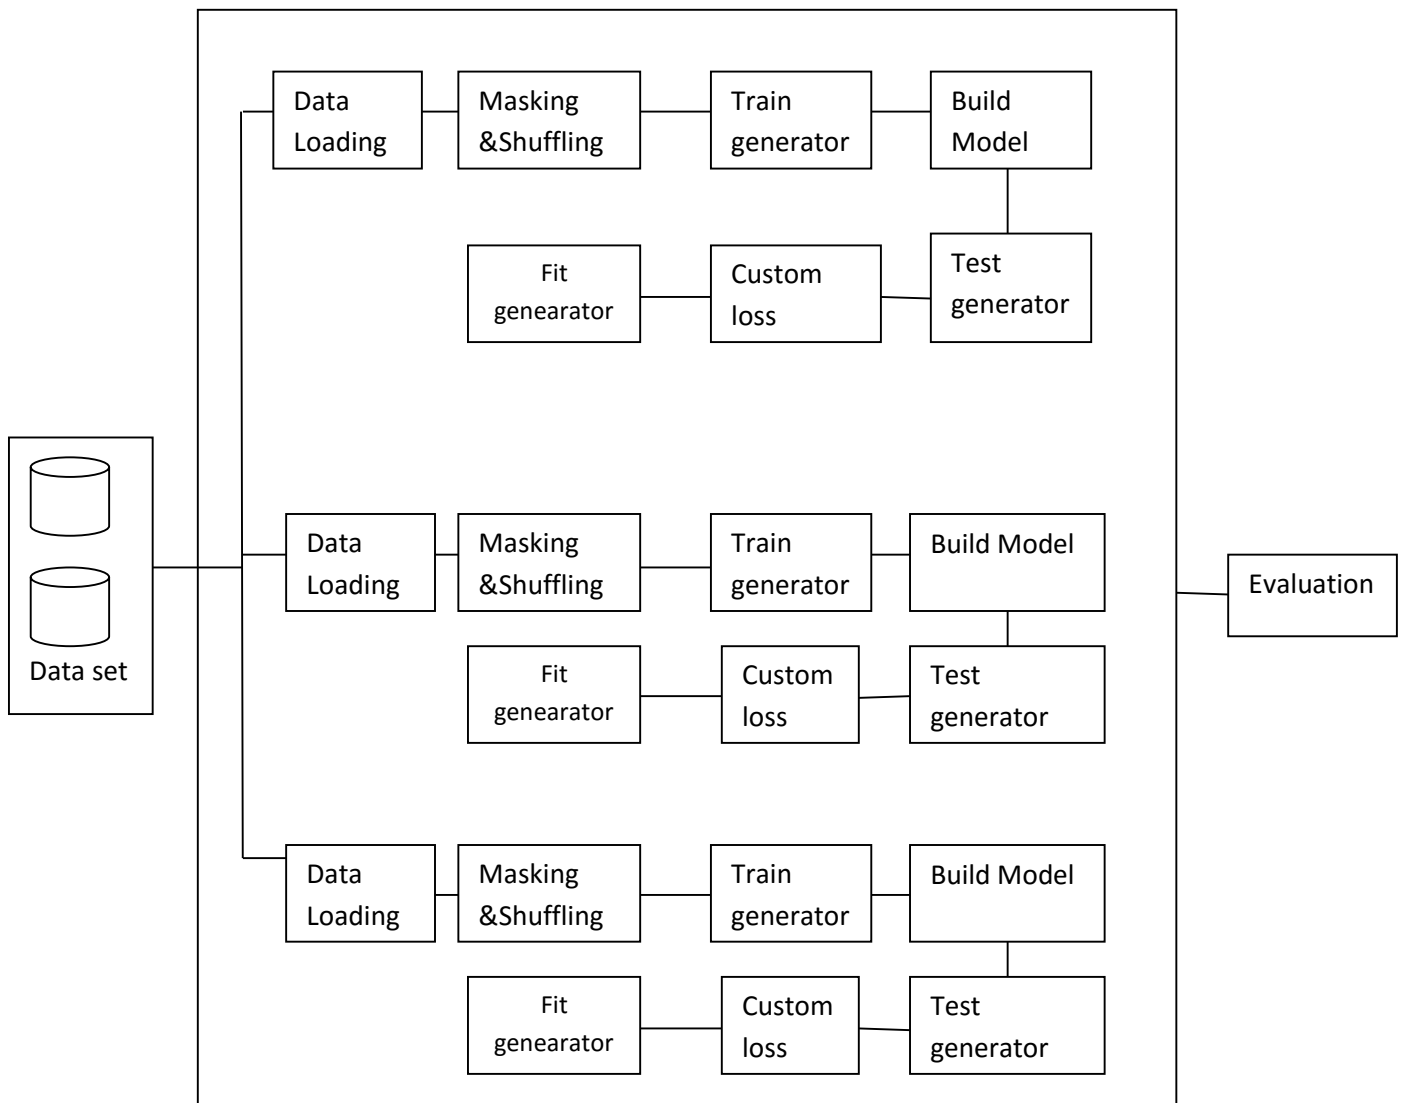 Data
Loading
Masking
&Shuffling
Train
generator
Build
Model
Fit
genearator
Custom
loss
Test
generator
Data set
Data
Loading
Masking
&Shuffling
Train
generator
Build Model
Evaluation
Fit
genearator
Custom
loss
Test
generator
Data
Loading
Masking
&Shuffling
Train
generator
Build Model
Fit
genearator
Custom
loss
Test
generator